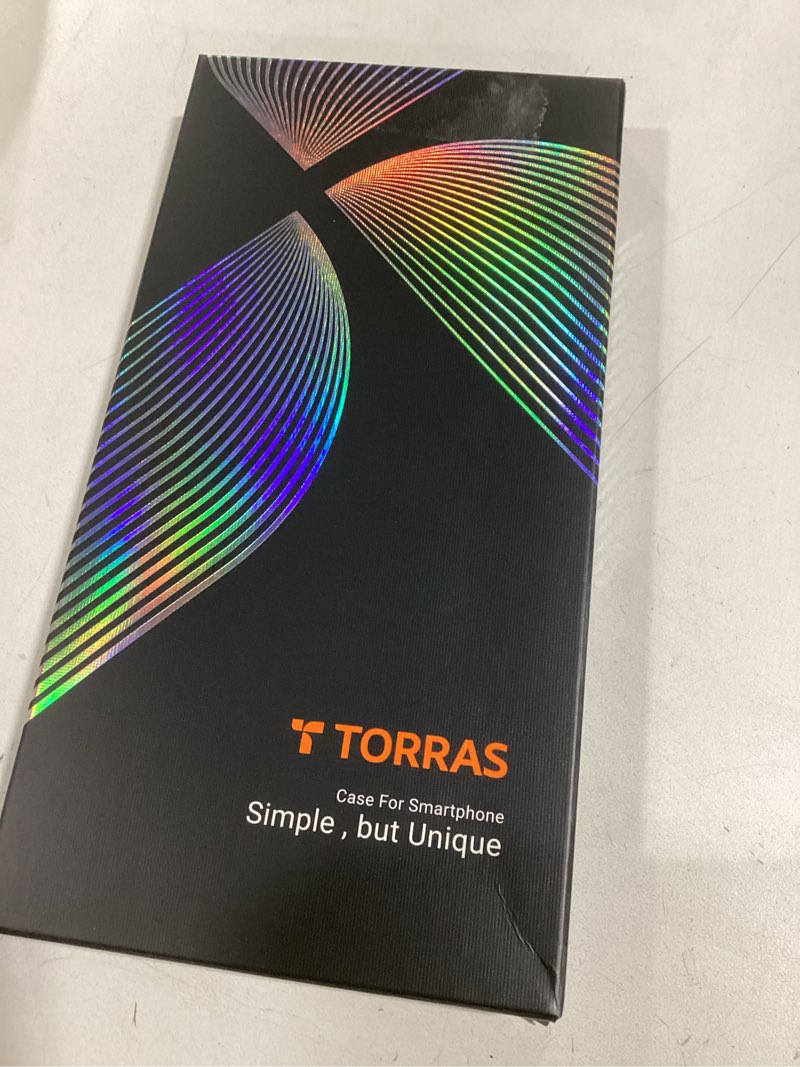 TORRAS
Case For Smartphone
Simple , but Unique